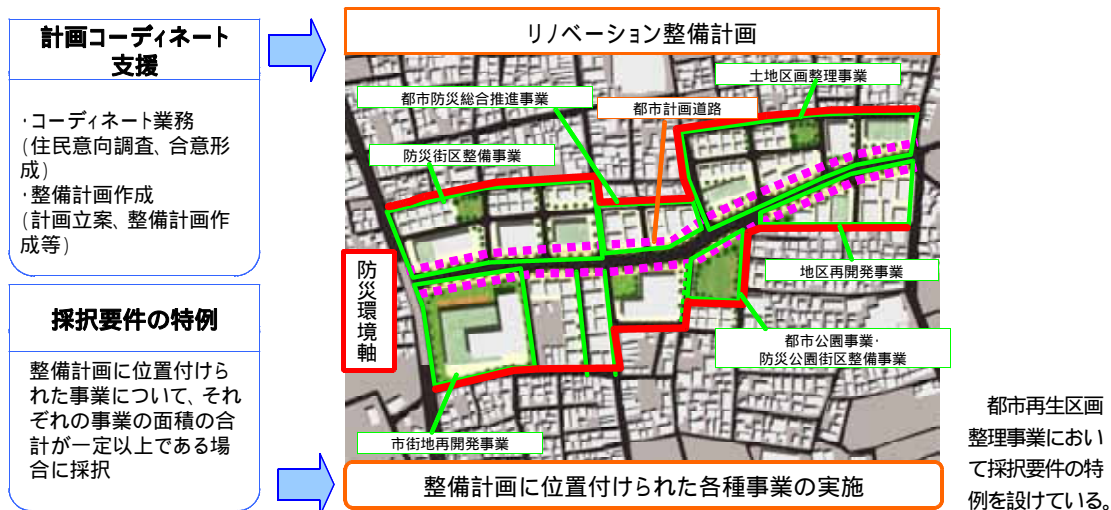 計画コーディネート
支援
・コーディネート業務
(住民意向調査、合意形
成)
・整備計画作成
(計画立案、整備計画作
成等)
採択要件の特例
整備計画に位置付けら
れた事業について、それ
ぞれの事業の面積の合
計が一定以上である場
合に採択
リノベーション整備計画
土地区画整理事業
都市防災総合推進事業
都市計画道路
防災街区整備事業
防災環境軸
地区再開発事業
都市公園事業・
防災公園街区整備事業
市街地再開発事業
整備計画に位置付けられた各種事業の実施
都市再生区画
整理事業におい
て採択要件の特
例を設けている。